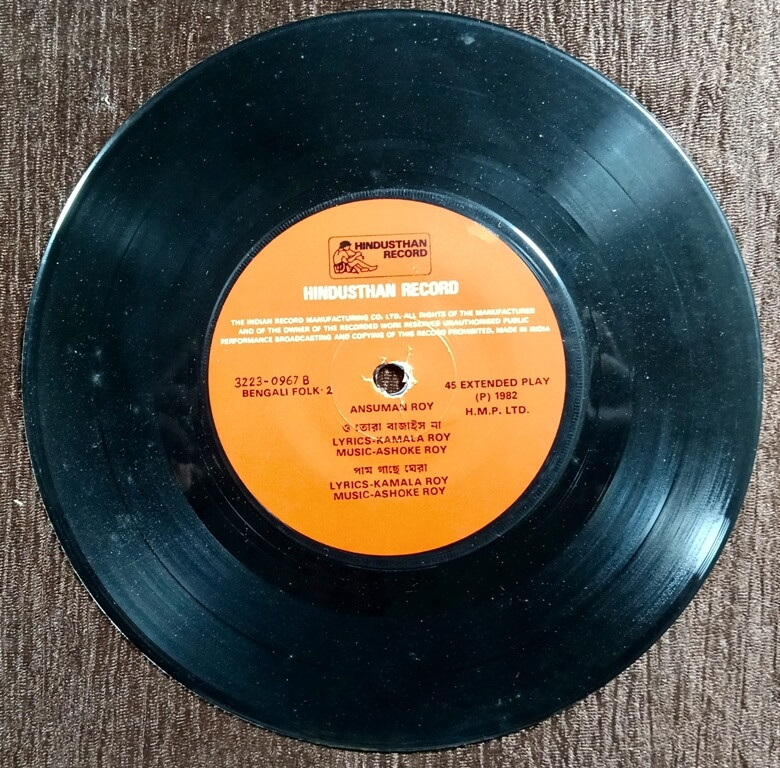 HINDUSTHAN
RECORD
HINDUSTHAN RECORD
THE INDIAN RECORD MANUFACTURING CO. LTD. ALL RIGHTS OF THE MANUFACTURER
AND OF THE OWNER OF THE RECORDED WORK RESERVED UNAUTHORISED PUBLIC
PERFORMANCE BROADCASTING AND COPYING OF THIS RECORD PROHIBITED. MADE IN INDIA
3223-0967 B
BENGALI FOLK-2
45 EXTENDED PLAY
(P) 1982
H.M.P. LTD.
ANSUMAN ROY
ও তোরা বাজাইস না
LYRICS-KAMALA ROY
MUSIC-ASHOKE ROY
পাম গাছে ঘেরা
LYRICS-KAMALA ROY
MUSIC-ASHOKE ROY